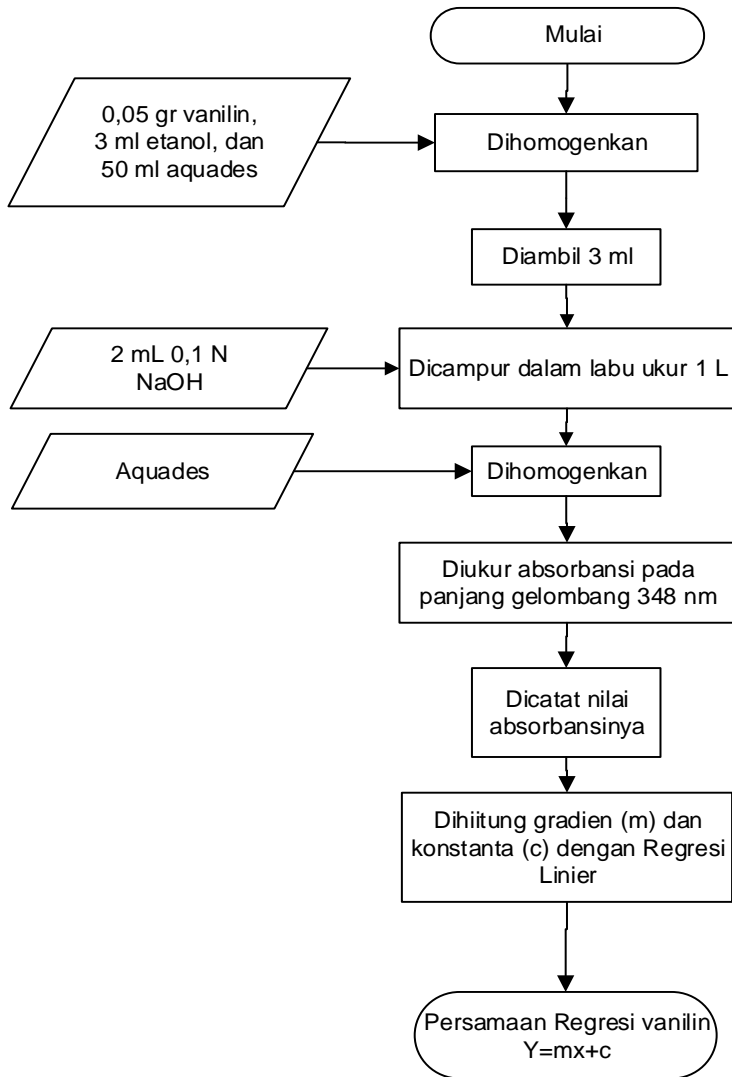 Mulai
0,05 gr vanilin,
3 ml etanol, dan
50 ml aquades
Dihomogenkan
Diambil 3 ml
2 mL 0,1 N
NaOH
Dicampur dalam labu ukur 1 L
Aquades
Dihomogenkan
Diukur absorbansi pada
panjang gelombang 348 nm
Dicatat nilai
absorbansinya
Dihiitung gradien (m) dan
konstanta (c) dengan Regresi
Linier
Persamaan Regresi vanilin
Y=mx+c